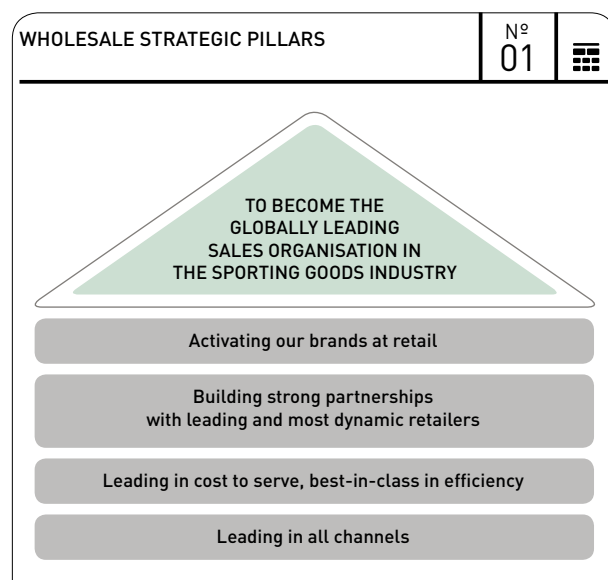 WHOLESALE STRATEGIC PILLARS
Nº
01
TO BECOME THE
GLOBALLY LEADING
SALES ORGANISATION IN
THE SPORTING GOODS INDUSTRY
Activating our brands at retail
Building strong partnerships
with leading and most dynamic retailers
Leading in cost to serve, best-in-class in efficiency
Leading in all channels